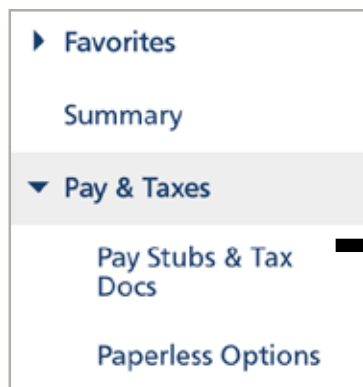 Favorites
Summary
Pay & Taxes
Pay Stubs & Tax
Docs
Paperless Options